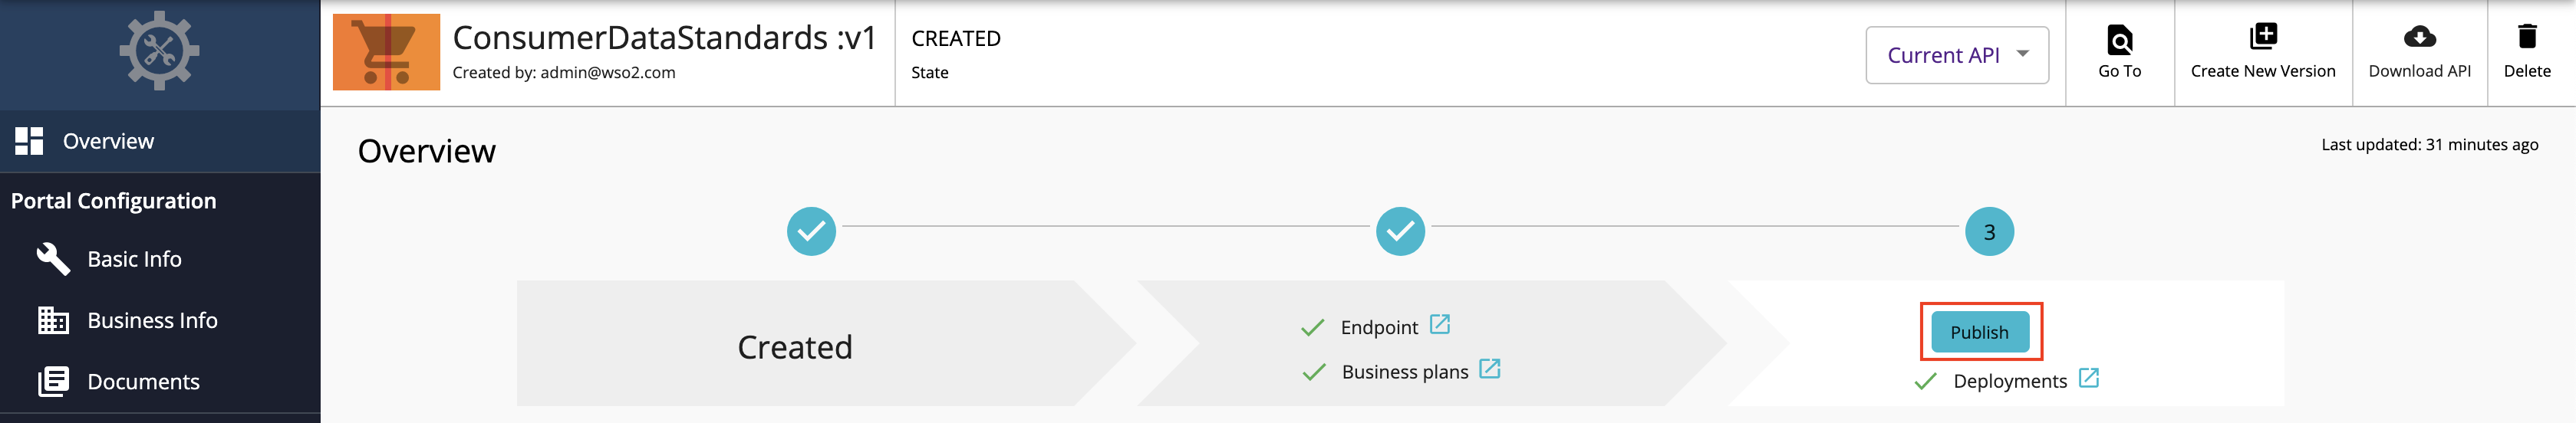 ConsumerDataStandards :v1
Created by: admin@wso2.com
CREATED
State
Current API
Go To
Create New Version
Download API
Delete
Overview
Portal Configuration
Basic Info
Business Info
Documents
Overview
Last updated: 31 minutes ago
3
Created
Endpoint
Business plans
Publish
Deployments